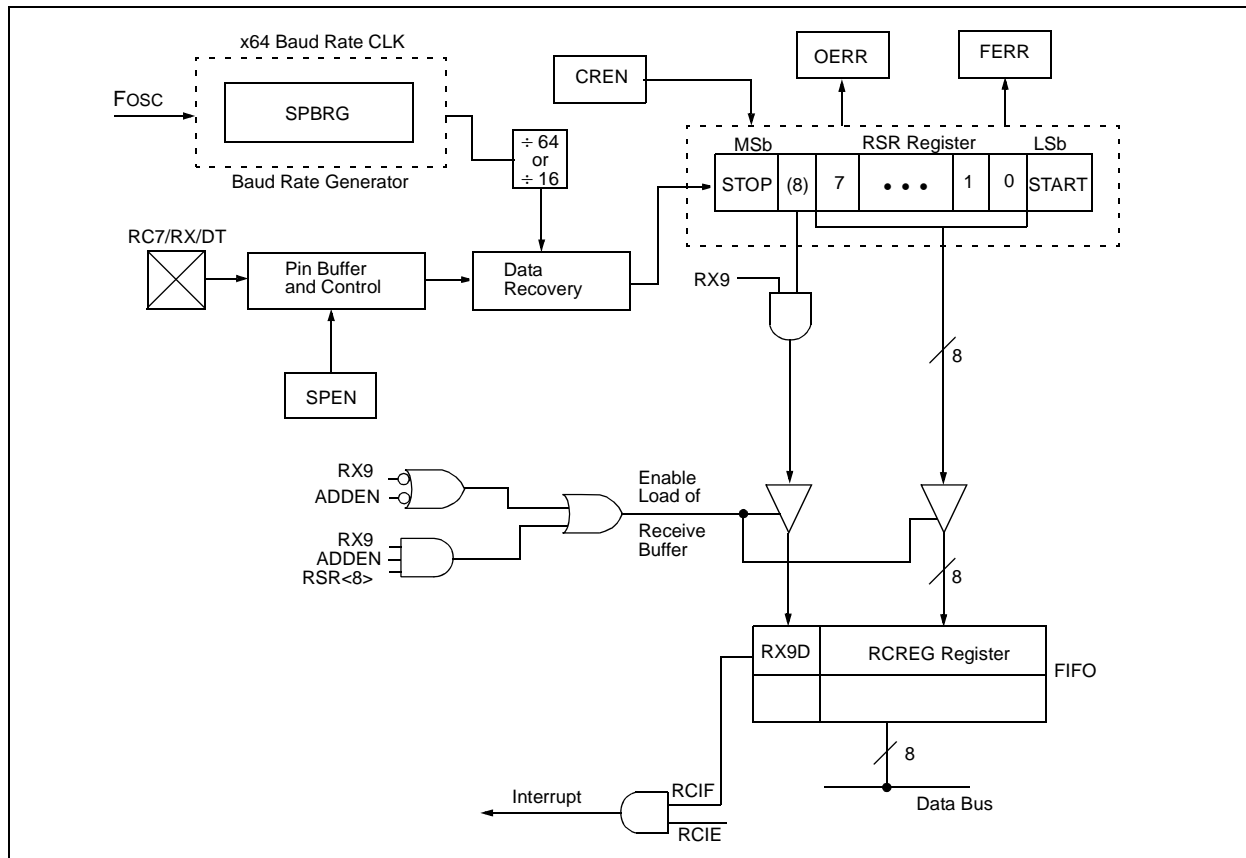 x64 Baud Rate CLK
FOSC
SPBRG
Baud Rate Generator
÷ 64
or
÷ 16
CREN
OERR
FERR
MSb
RSR Register
LSb
STOP
(8)
7
• • •
1
0
START
RC7/RX/DT
Pin Buffer
and Control
Data
Recovery
SPEN
RX9
8
RX9
ADDEN
RX9
ADDEN
RSR<8>
Enable
Load of
Receive
Buffer
8
RX9D
RCREG Register
FIFO
8
Data Bus
Interrupt
RCIF
RCIE